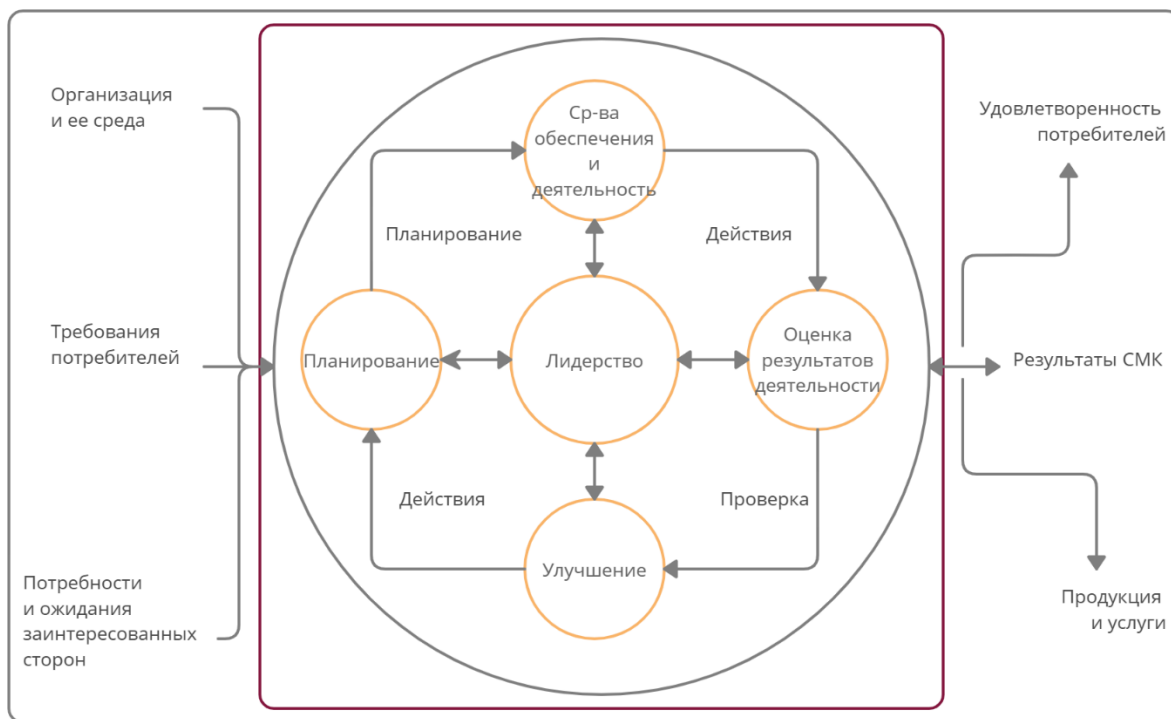 Организация
и ее среда
Требования
потребителей
Потребности
и ожидания
заинтересованных
сторон
Ср-ва
обеспечения
и
деятельность
Планирование
Действия
Планирование
Лидерство
Оценка
результатов
деятельности
Действия
Проверка
Улучшение
Удовлетворенность
потребителей
Результаты СМК
Продукция
и услуги